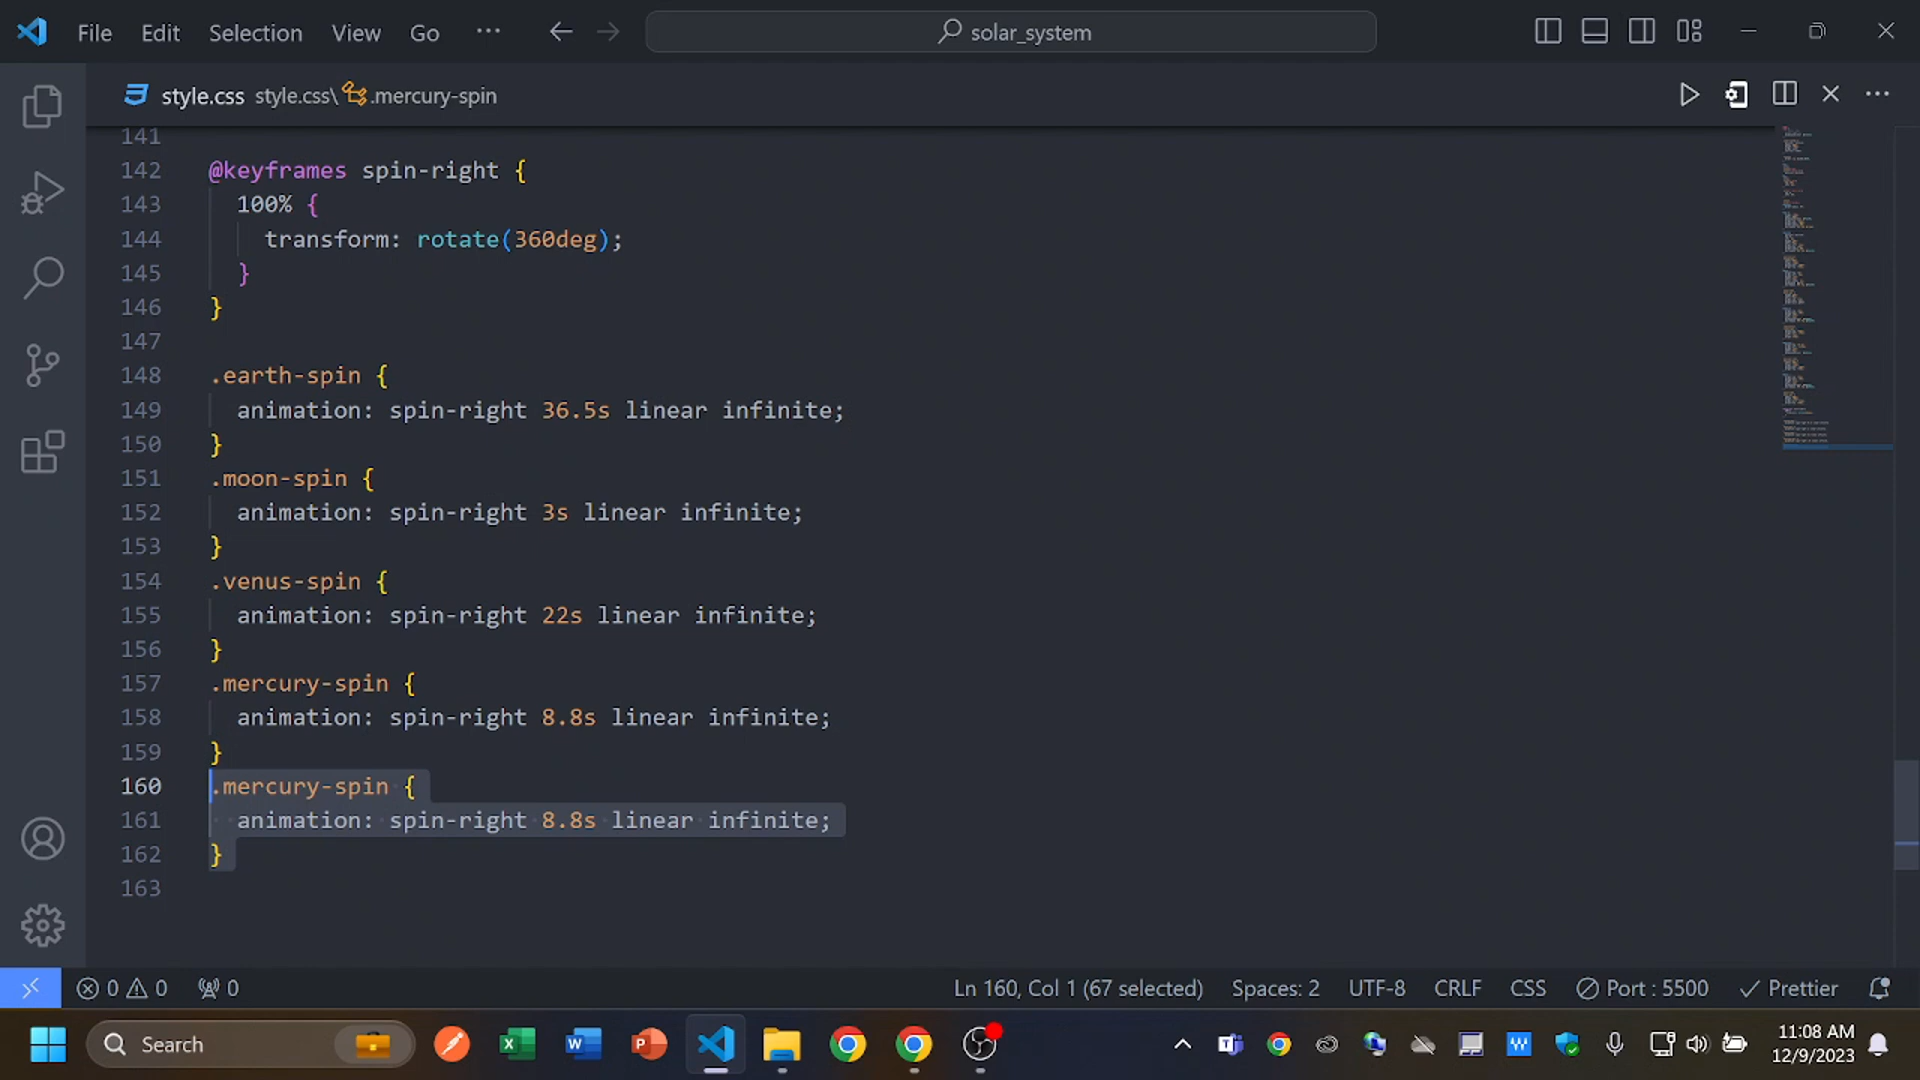 File Edit Selection View Go ··· solar_system
style.css style.css\ .mercury-spin ···
141
142 @keyframes spin-right {
143 100% {
144 transform: rotate(360deg);
145 }
146 }
147
148 .earth-spin {
149 animation: spin-right 36.5s linear infinite;
150 }
151 .moon-spin {
152 animation: spin-right 3s linear infinite;
153 }
154 .venus-spin {
155 animation: spin-right 22s linear infinite;
156 }
157 .mercury-spin {
158 animation: spin-right 8.8s linear infinite;
159 }
160 .mercury-spin {
161 animation: spin-right 8.8s linear infinite;
162 }
163
0 0 0 Ln 160, Col 1 (67 selected) Spaces: 2 UTF-8 CRLF CSS Port : 5500 Prettier
Search
11:08 AM
12/9/2023